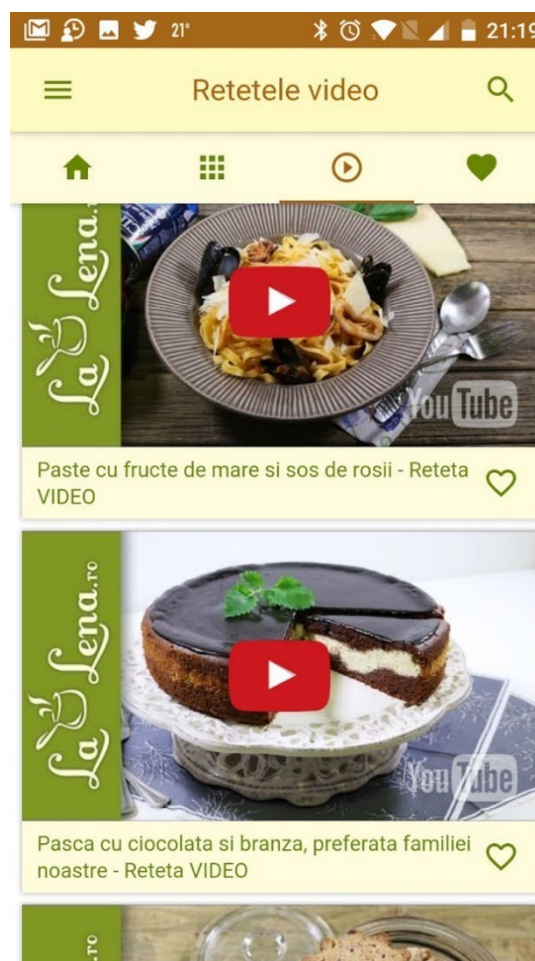 21°
21:19
Retetele video
La Lena.r
You Tube
Paste cu fructe de mare si sos de rosii - Reteta
VIDEO
La Lena.ro
You Tube
Pasca cu ciocolata si branza, preferata familiei
noastre - Reteta VIDEO
.ro